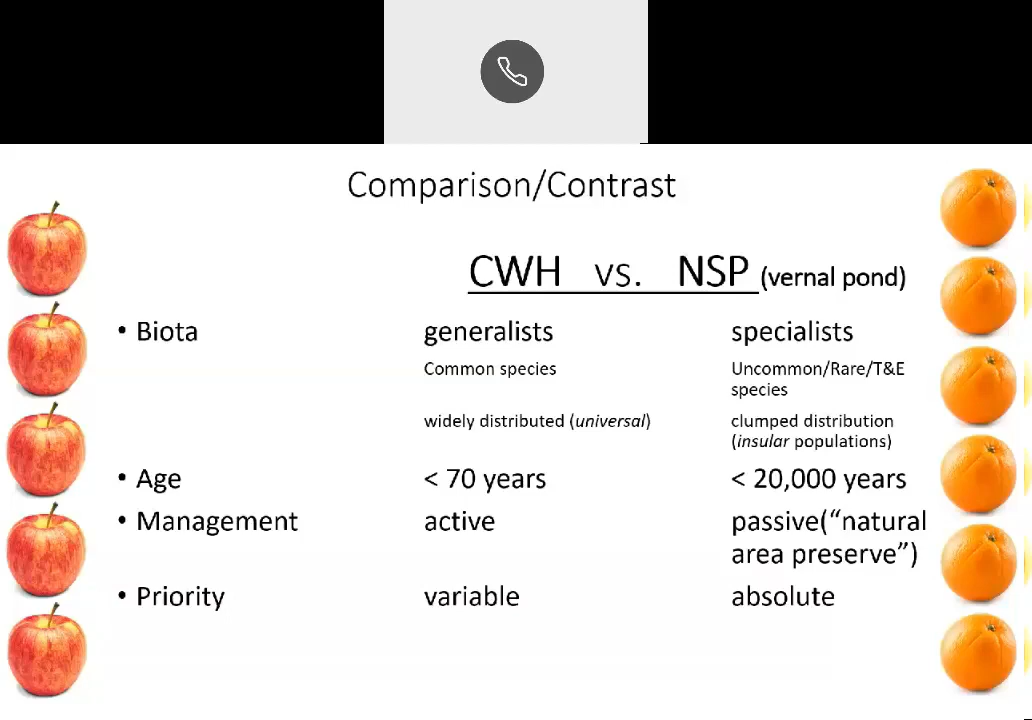 Comparison/Contrast
CWH vs. NSP (vernal pond)
• Biota generalists specialists
Common species Uncommon/Rare/T&E
species
widely distributed (universal) clumped distribution
(insular populations)
• Age < 70 years < 20,000 years
• Management active passive(“natural
area preserve”)
• Priority variable absolute